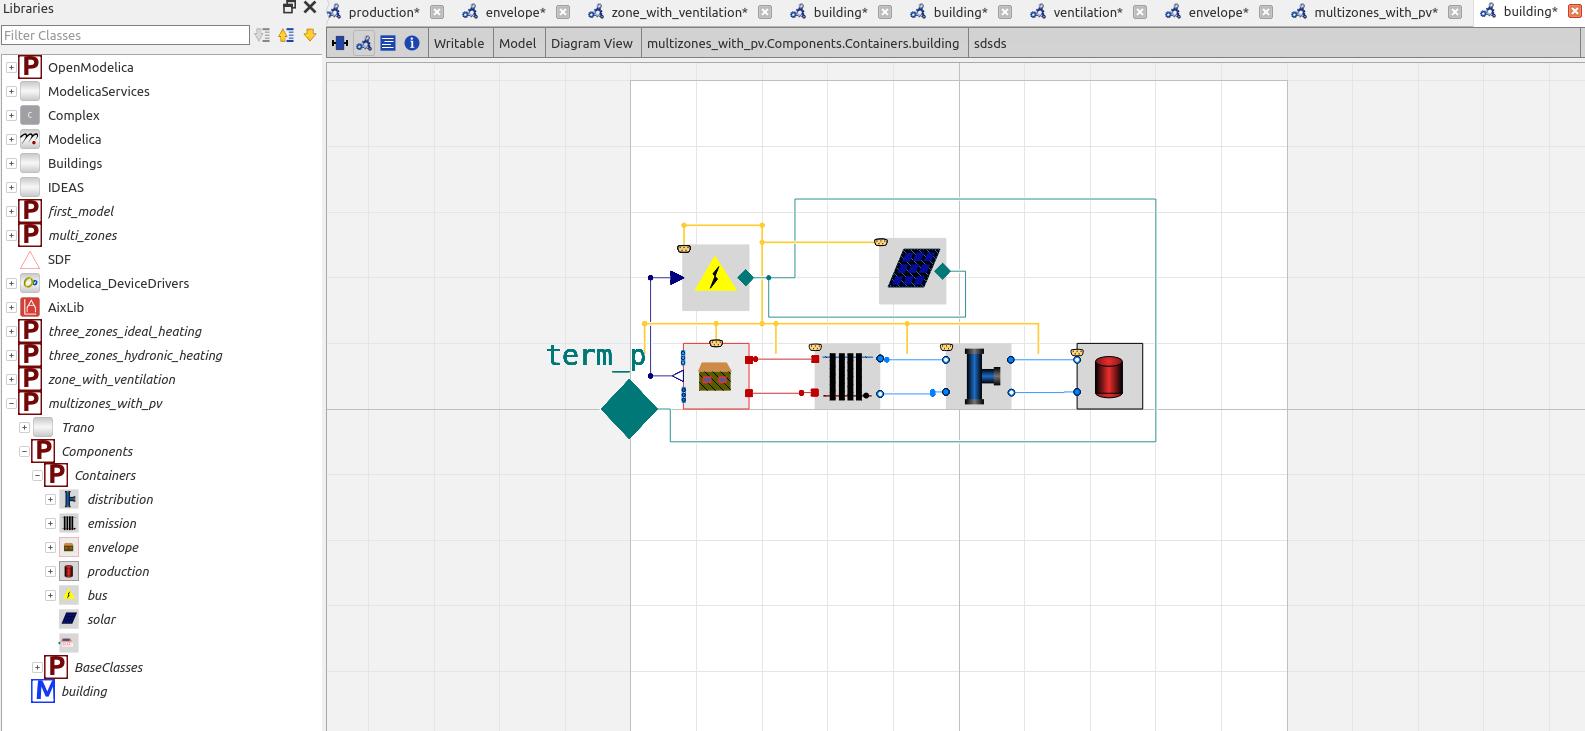 Libraries
production*
envelope*
zone_with_ventilation*
building*
building*
ventilation*
envelope*
multizones_with_pv*
building*
Filter Classes
Writable
Model
Diagram View
multizones_with_pv.Components.Containers.building
sdsds
P OpenModelica
ModelicaServices
C Complex
Modelica
Buildings
IDEAS
P first_model
P multi_zones
SDF
Modelica_DeviceDrivers
AixLib
P three_zones_ideal_heating
P three_zones_hydronic_heating
P zone_with_ventilation
P multizones_with_pv
Trano
P Components
P Containers
distribution
emission
envelope
production
bus
solar
P BaseClasses
M building
term_p